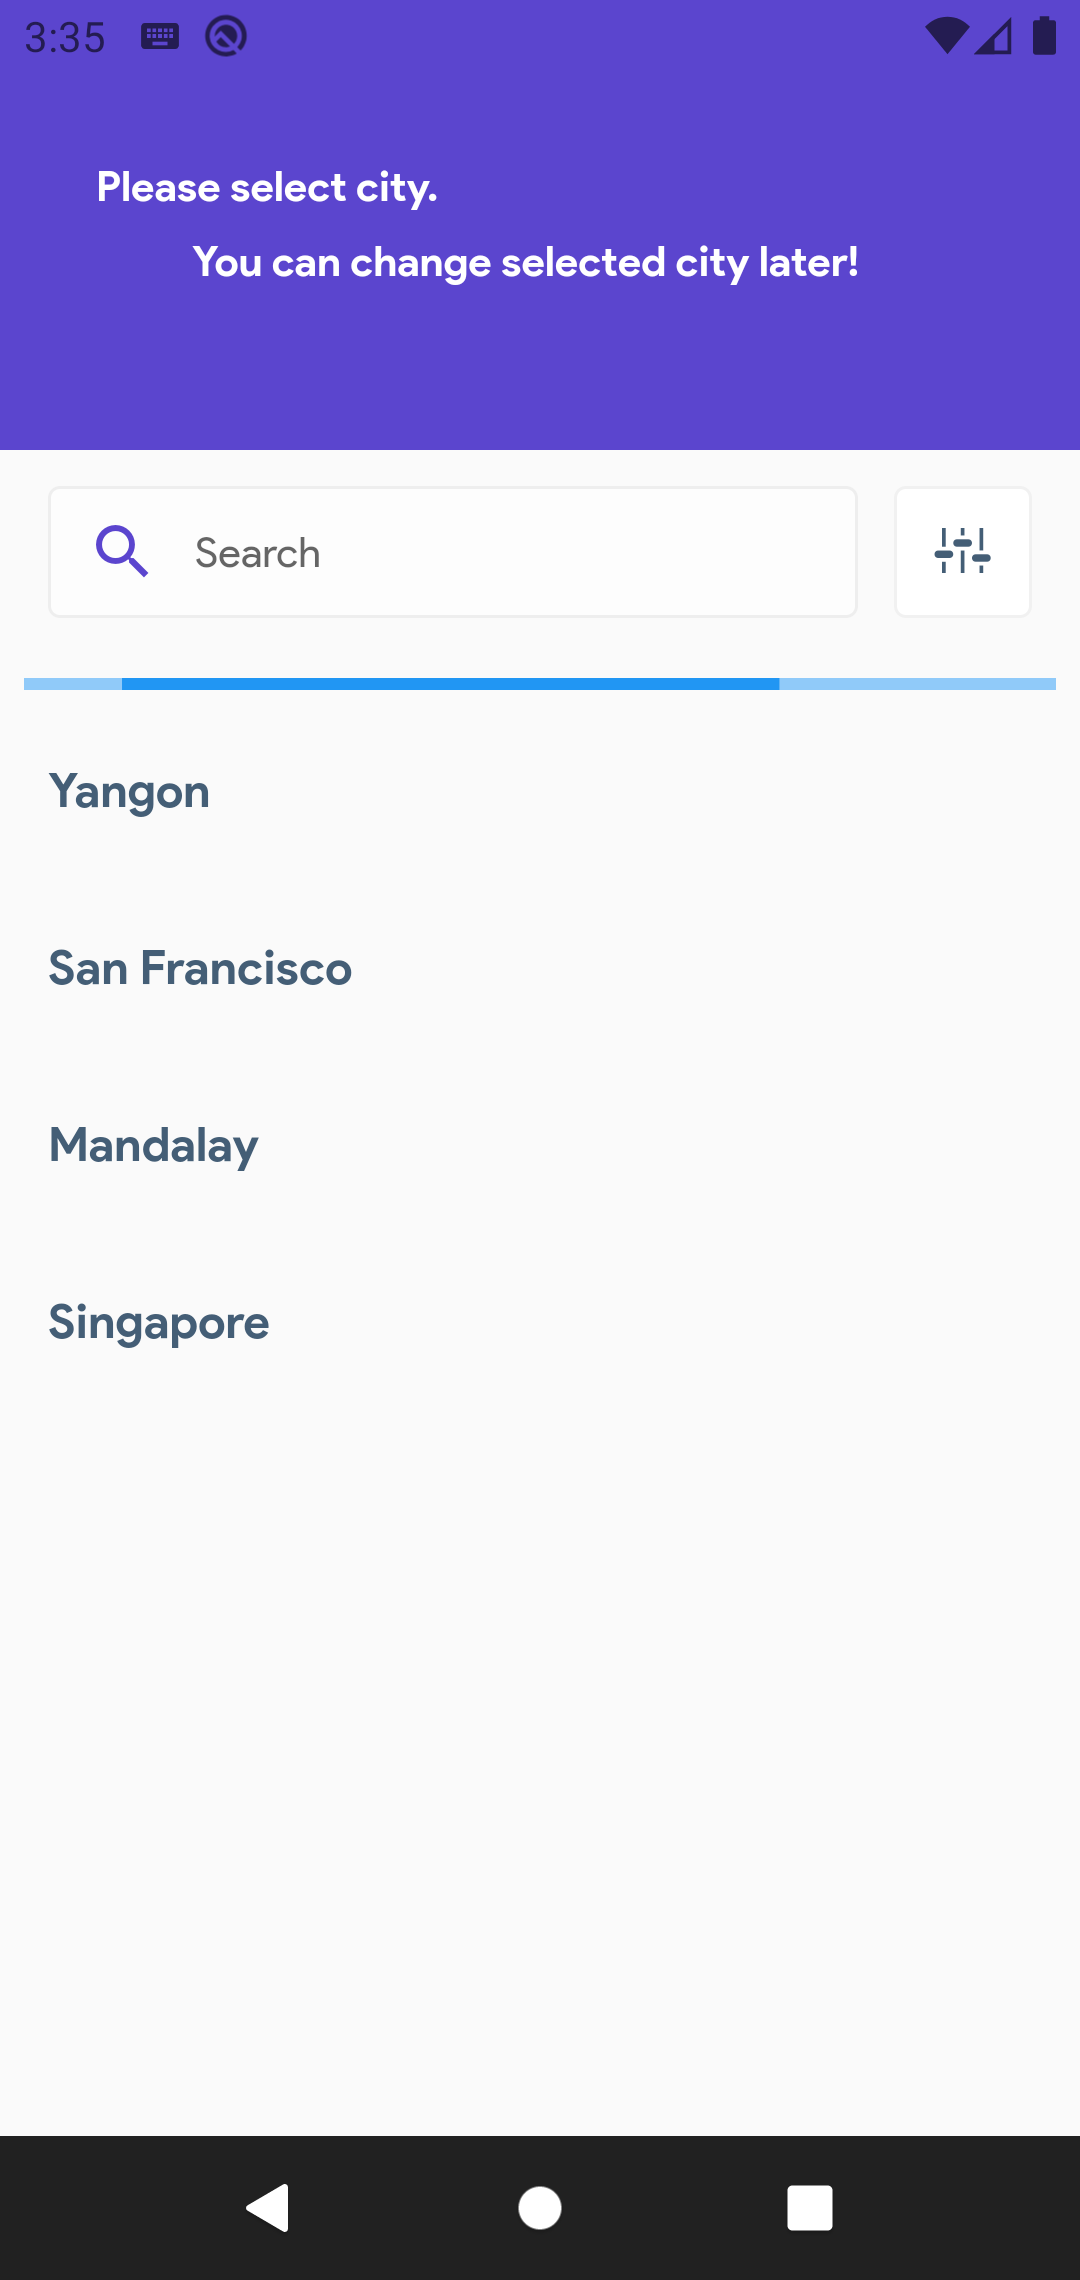 3:35
Please select city.
You can change selected city later!
Search
Yangon
San Francisco
Mandalay
Singapore